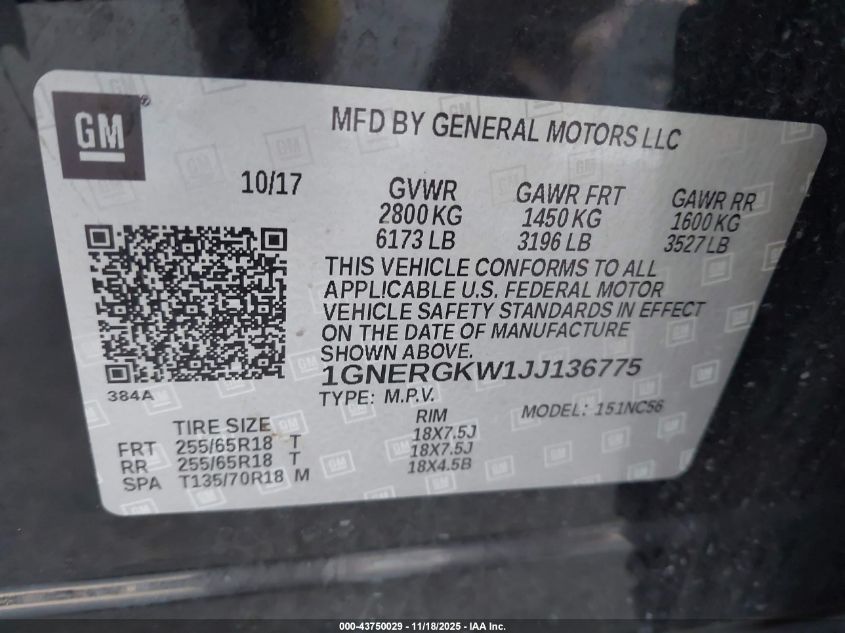 GM
MFD BY GENERAL MOTORS LLC
10/17
GVWR GAWR FRT GAWR RR
2800 KG 1450 KG 1600 KG
6173 LB 3196 LB 3527 LB
THIS VEHICLE CONFORMS TO ALL
APPLICABLE U.S. FEDERAL MOTOR
VEHICLE SAFETY STANDARDS IN EFFECT
ON THE DATE OF MANUFACTURE
SHOWN ABOVE.
1GNERGKW1JJ136775
384A
TYPE: M.P.V. MODEL: 151NC56
TIRE SIZE RIM
FRT 255/65R18 T 18X7.5J
RR 255/65R18 T 18X7.5J
SPA T135/70R18 M 18X4.5B
000-43750029 - 11/18/2025 - IAA Inc.